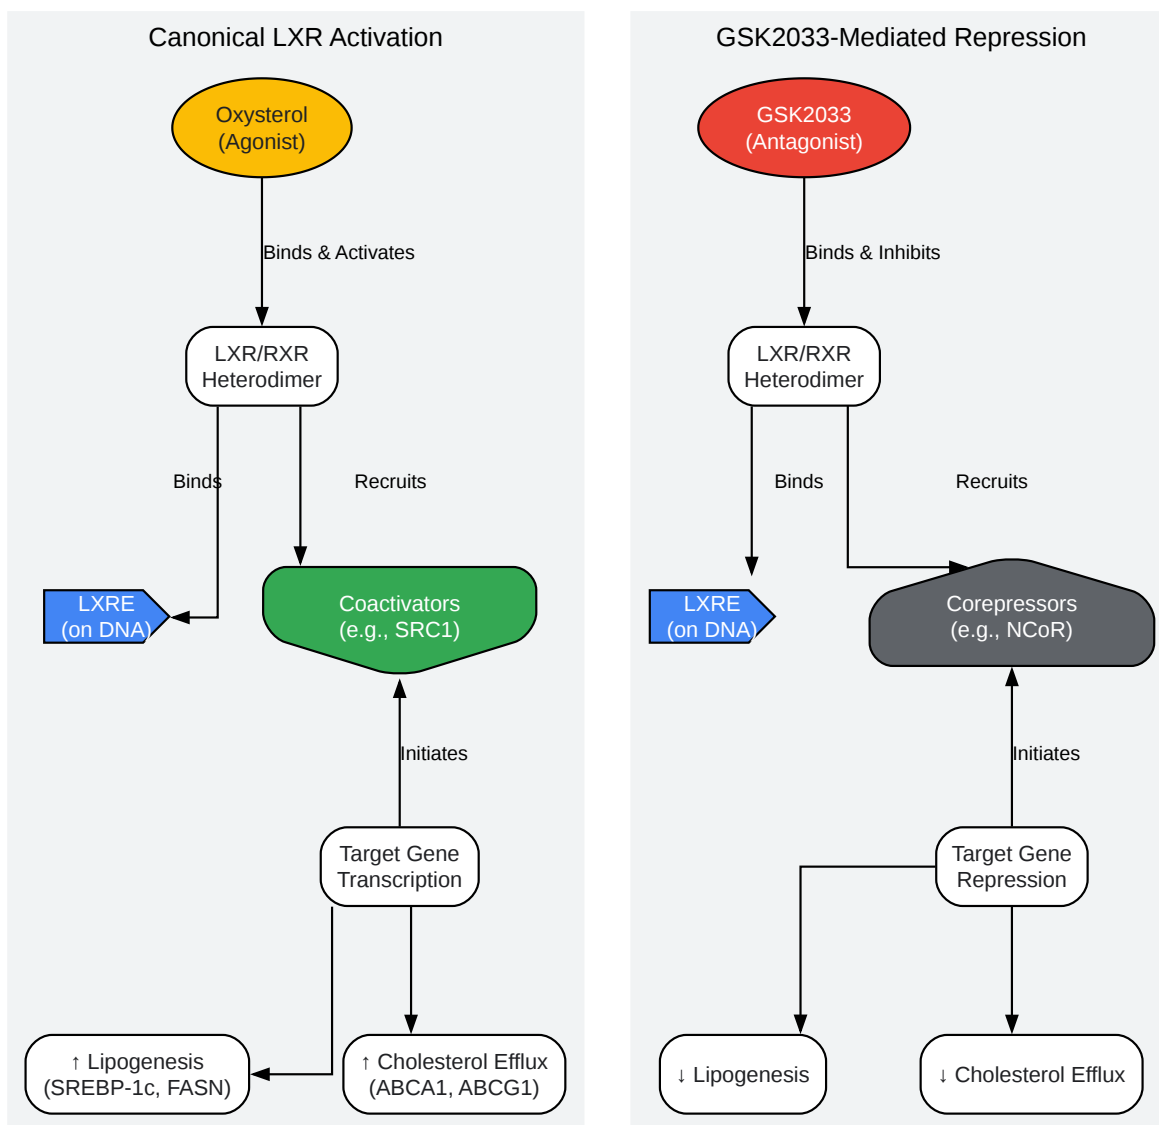 Canonical LXR Activation
Oxysterol
(Agonist)
Binds & Activates
LXR/RXR
Heterodimer
Binds
Recruits
LXRE
(on DNA)
Coactivators
(e.g., SRC1)
Initiates
Target Gene
Transcription
↑ Lipogenesis
(SREBP-1c, FASN)
↑ Cholesterol Efflux
(ABCA1, ABCG1)
GSK2033-Mediated Repression
GSK2033
(Antagonist)
Binds & Inhibits
LXR/RXR
Heterodimer
Binds
Recruits
LXRE
(on DNA)
Corepressors
(e.g., NCoR)
Initiates
Target Gene
Repression
↓ Lipogenesis
↓ Cholesterol Efflux